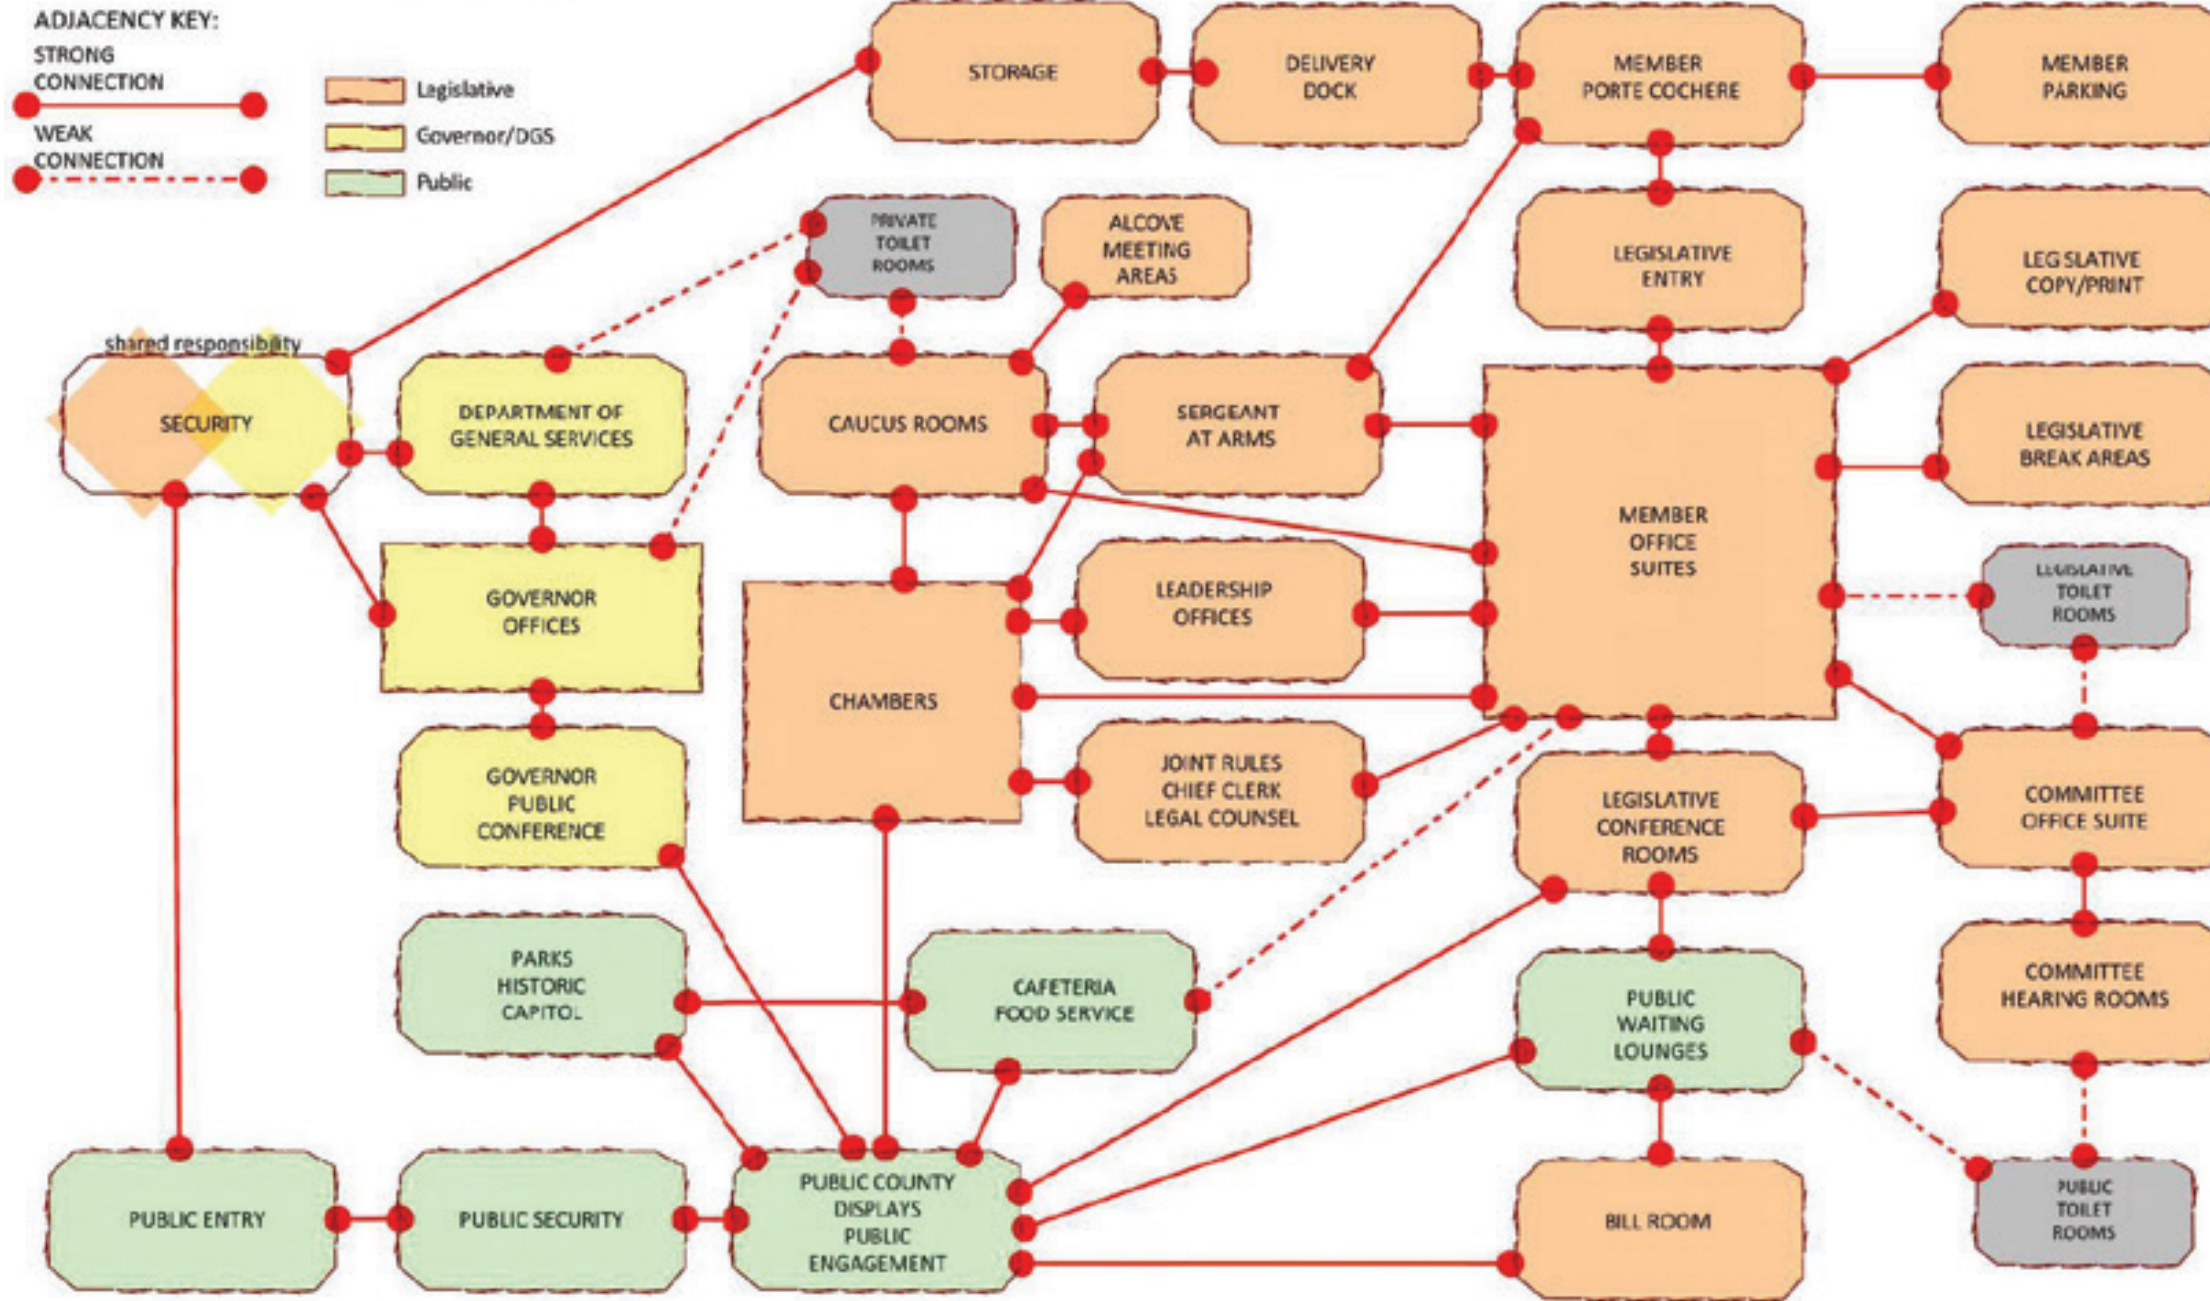 ADJACENCY KEY:
STRONG
CONNECTION
WEAK
CONNECTION
Legislative
Governor/DGS
Public
STORAGE
DELIVERY
DOCK
MEMBER
PORTE COCHERE
MEMBER
PARKING
PRIVATE
TOILET
ROOMS
ALCOVE
MEETING
AREAS
LEGISLATIVE
ENTRY
LEGISLATIVE
COPY/PRINT
shared responsibility
SECURITY
DEPARTMENT OF
GENERAL SERVICES
CAUCUS ROOMS
SERGEANT
AT ARMS
MEMBER
OFFICE
SUITES
LEGISLATIVE
BREAK AREAS
GOVERNOR
OFFICES
LEADERSHIP
OFFICES
LEGISLATIVE
TOILET
ROOMS
CHAMBERS
GOVERNOR
PUBLIC
CONFERENCE
JOINT RULES
CHIEF CLERK
LEGAL COUNSEL
LEGISLATIVE
CONFERENCE
ROOMS
COMMITTEE
OFFICE SUITE
PARKS
HISTORIC
CAPITOL
CAFETERIA
FOOD SERVICE
PUBLIC
WAITING
LOUNGES
COMMITTEE
HEARING ROOMS
PUBLIC ENTRY
PUBLIC SECURITY
PUBLIC COUNTY
DISPLAYS
PUBLIC
ENGAGEMENT
BILL ROOM
PUBLIC
TOILET
ROOMS